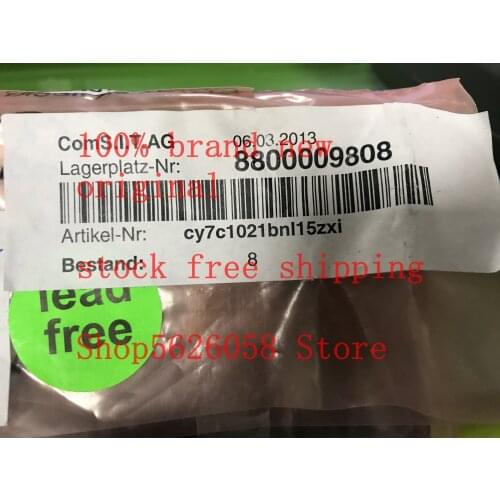 ComS.I.T. AG 06.03.2013
100% brand new
Lagerplatz-Nr: 8800009808
original
Artikel-Nr: cy7c1021bnl15zxi
Bestand: 8
stock free shipping
lead
free
Shop5626058 Store